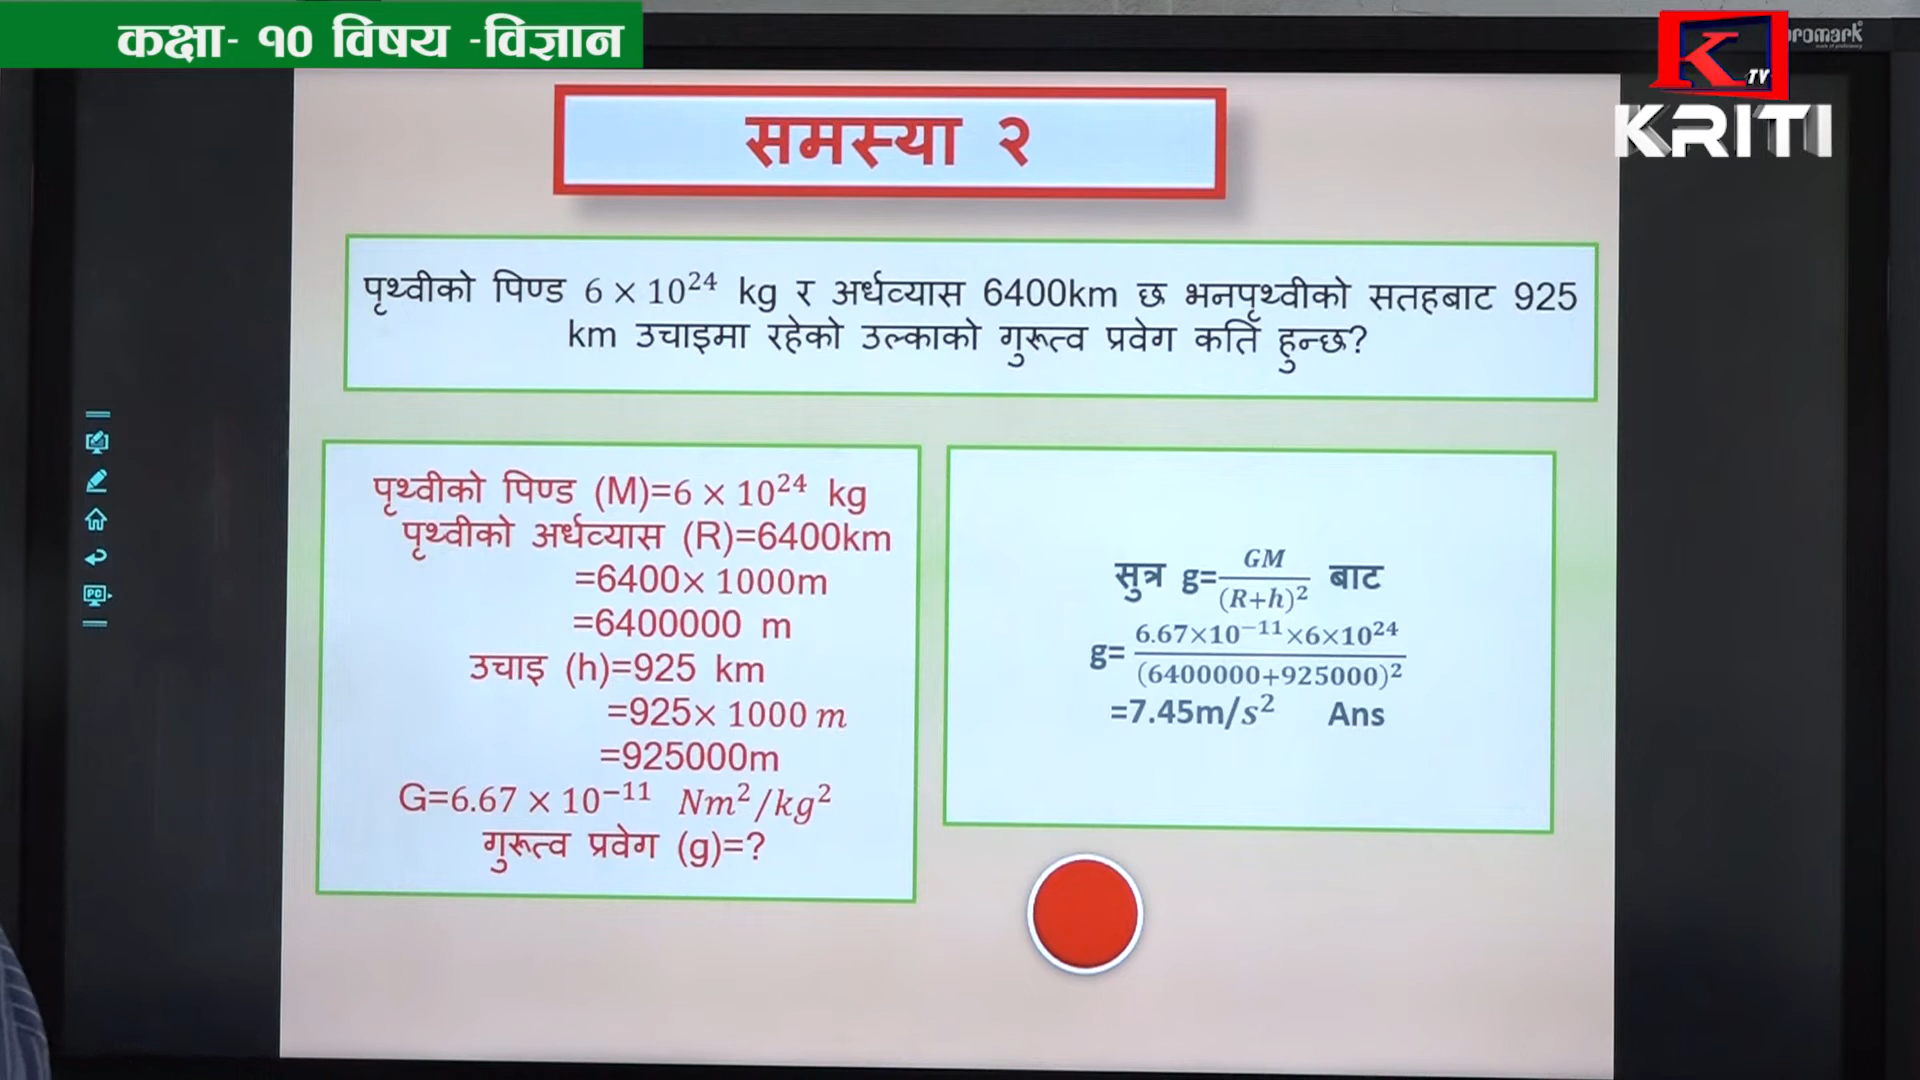 कक्षा- १० विषय -विज्ञान
romark
K TV
KRITI
समस्या २
पृथ्वीको पिण्ड 6 × 10²⁴ kg र अर्धव्यास 6400km छ भनपृथ्वीको सतहबाट 925
km उचाइमा रहेको उल्काको गुरूत्व प्रवेग कति हुन्छ?
पृथ्वीको पिण्ड (M)=6 × 10²⁴ kg
पृथ्वीको अर्धव्यास (R)=6400km
=6400× 1000m
=6400000 m
उचाइ (h)=925 km
=925× 1000 m
=925000m
G=6.67 × 10⁻¹¹ Nm²/kg²
गुरूत्व प्रवेग (g)=?
सुत्र g=GM/(R+h)² बाट
g= 6.67×10⁻¹¹×6×10²⁴/(6400000+925000)²
=7.45m/s² Ans